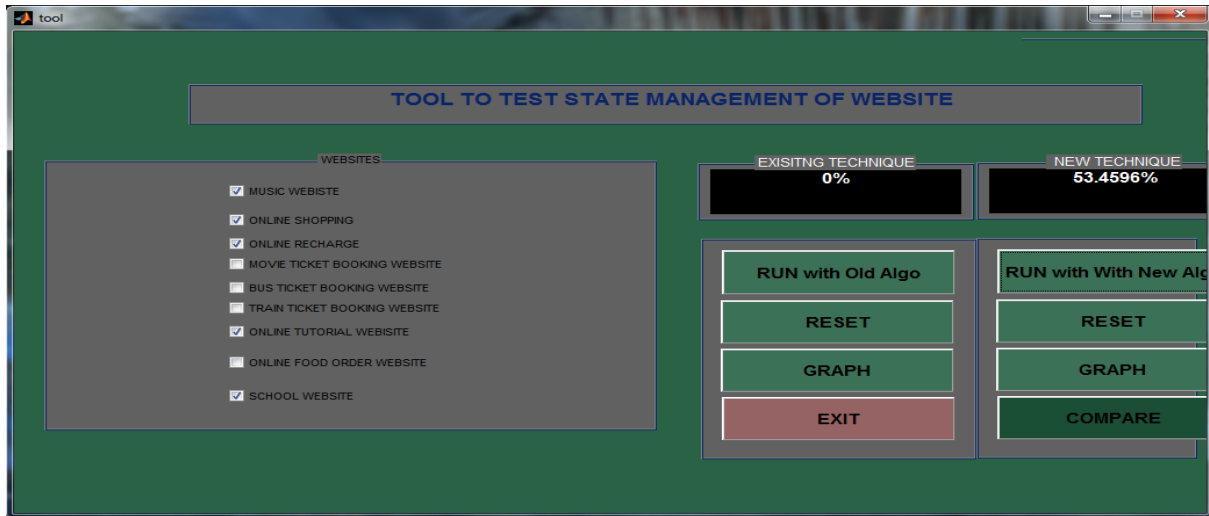 tool
TOOL TO TEST STATE MANAGEMENT OF WEBSITE
WEBSITES
MUSIC WEBISTE
ONLINE SHOPPING
ONLINE RECHARGE
MOVIE TICKET BOOKING WEBSITE
BUS TICKET BOOKING WEBSITE
TRAIN TICKET BOOKING WEBSITE
ONLINE TUTORIAL WEBISITE
ONLINE FOOD ORDER WEBSITE
SCHOOL WEBSITE
EXISITNG TECHNIQUE
0%
NEW TECHNIQUE
53.4596%
RUN with Old Algo
RESET
GRAPH
EXIT
RUN with With New Alg
RESET
GRAPH
COMPARE